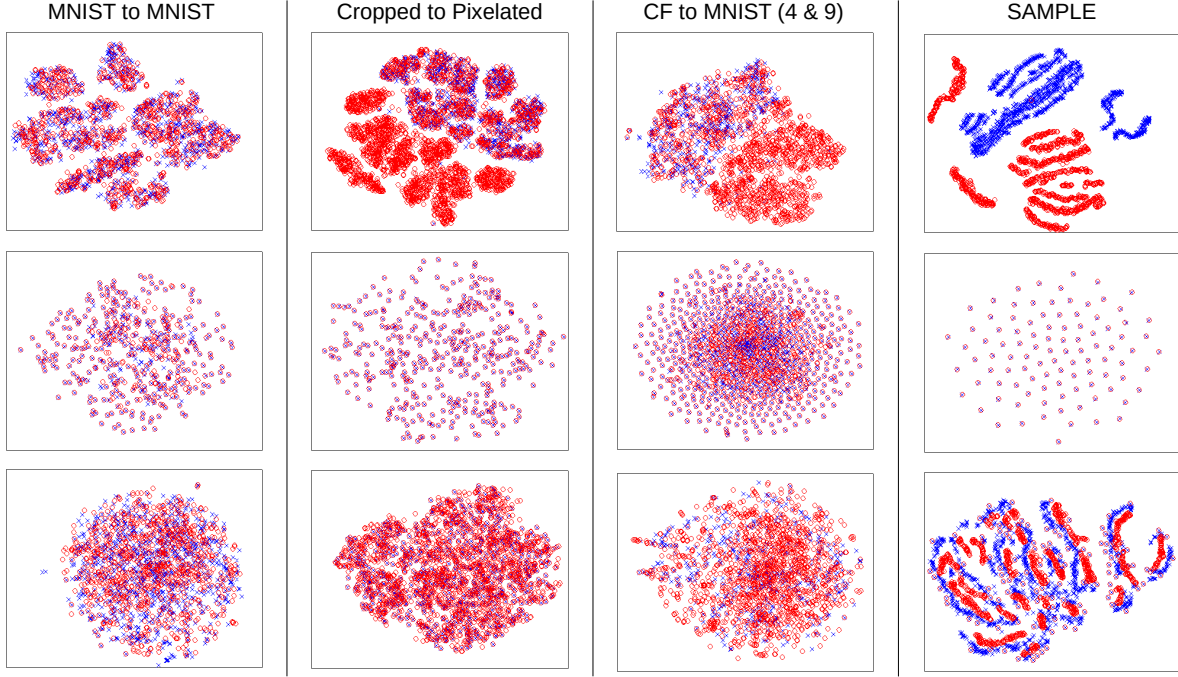 MNIST to MNIST
Cropped to Pixelated
CF to MNIST (4 & 9)
SAMPLE